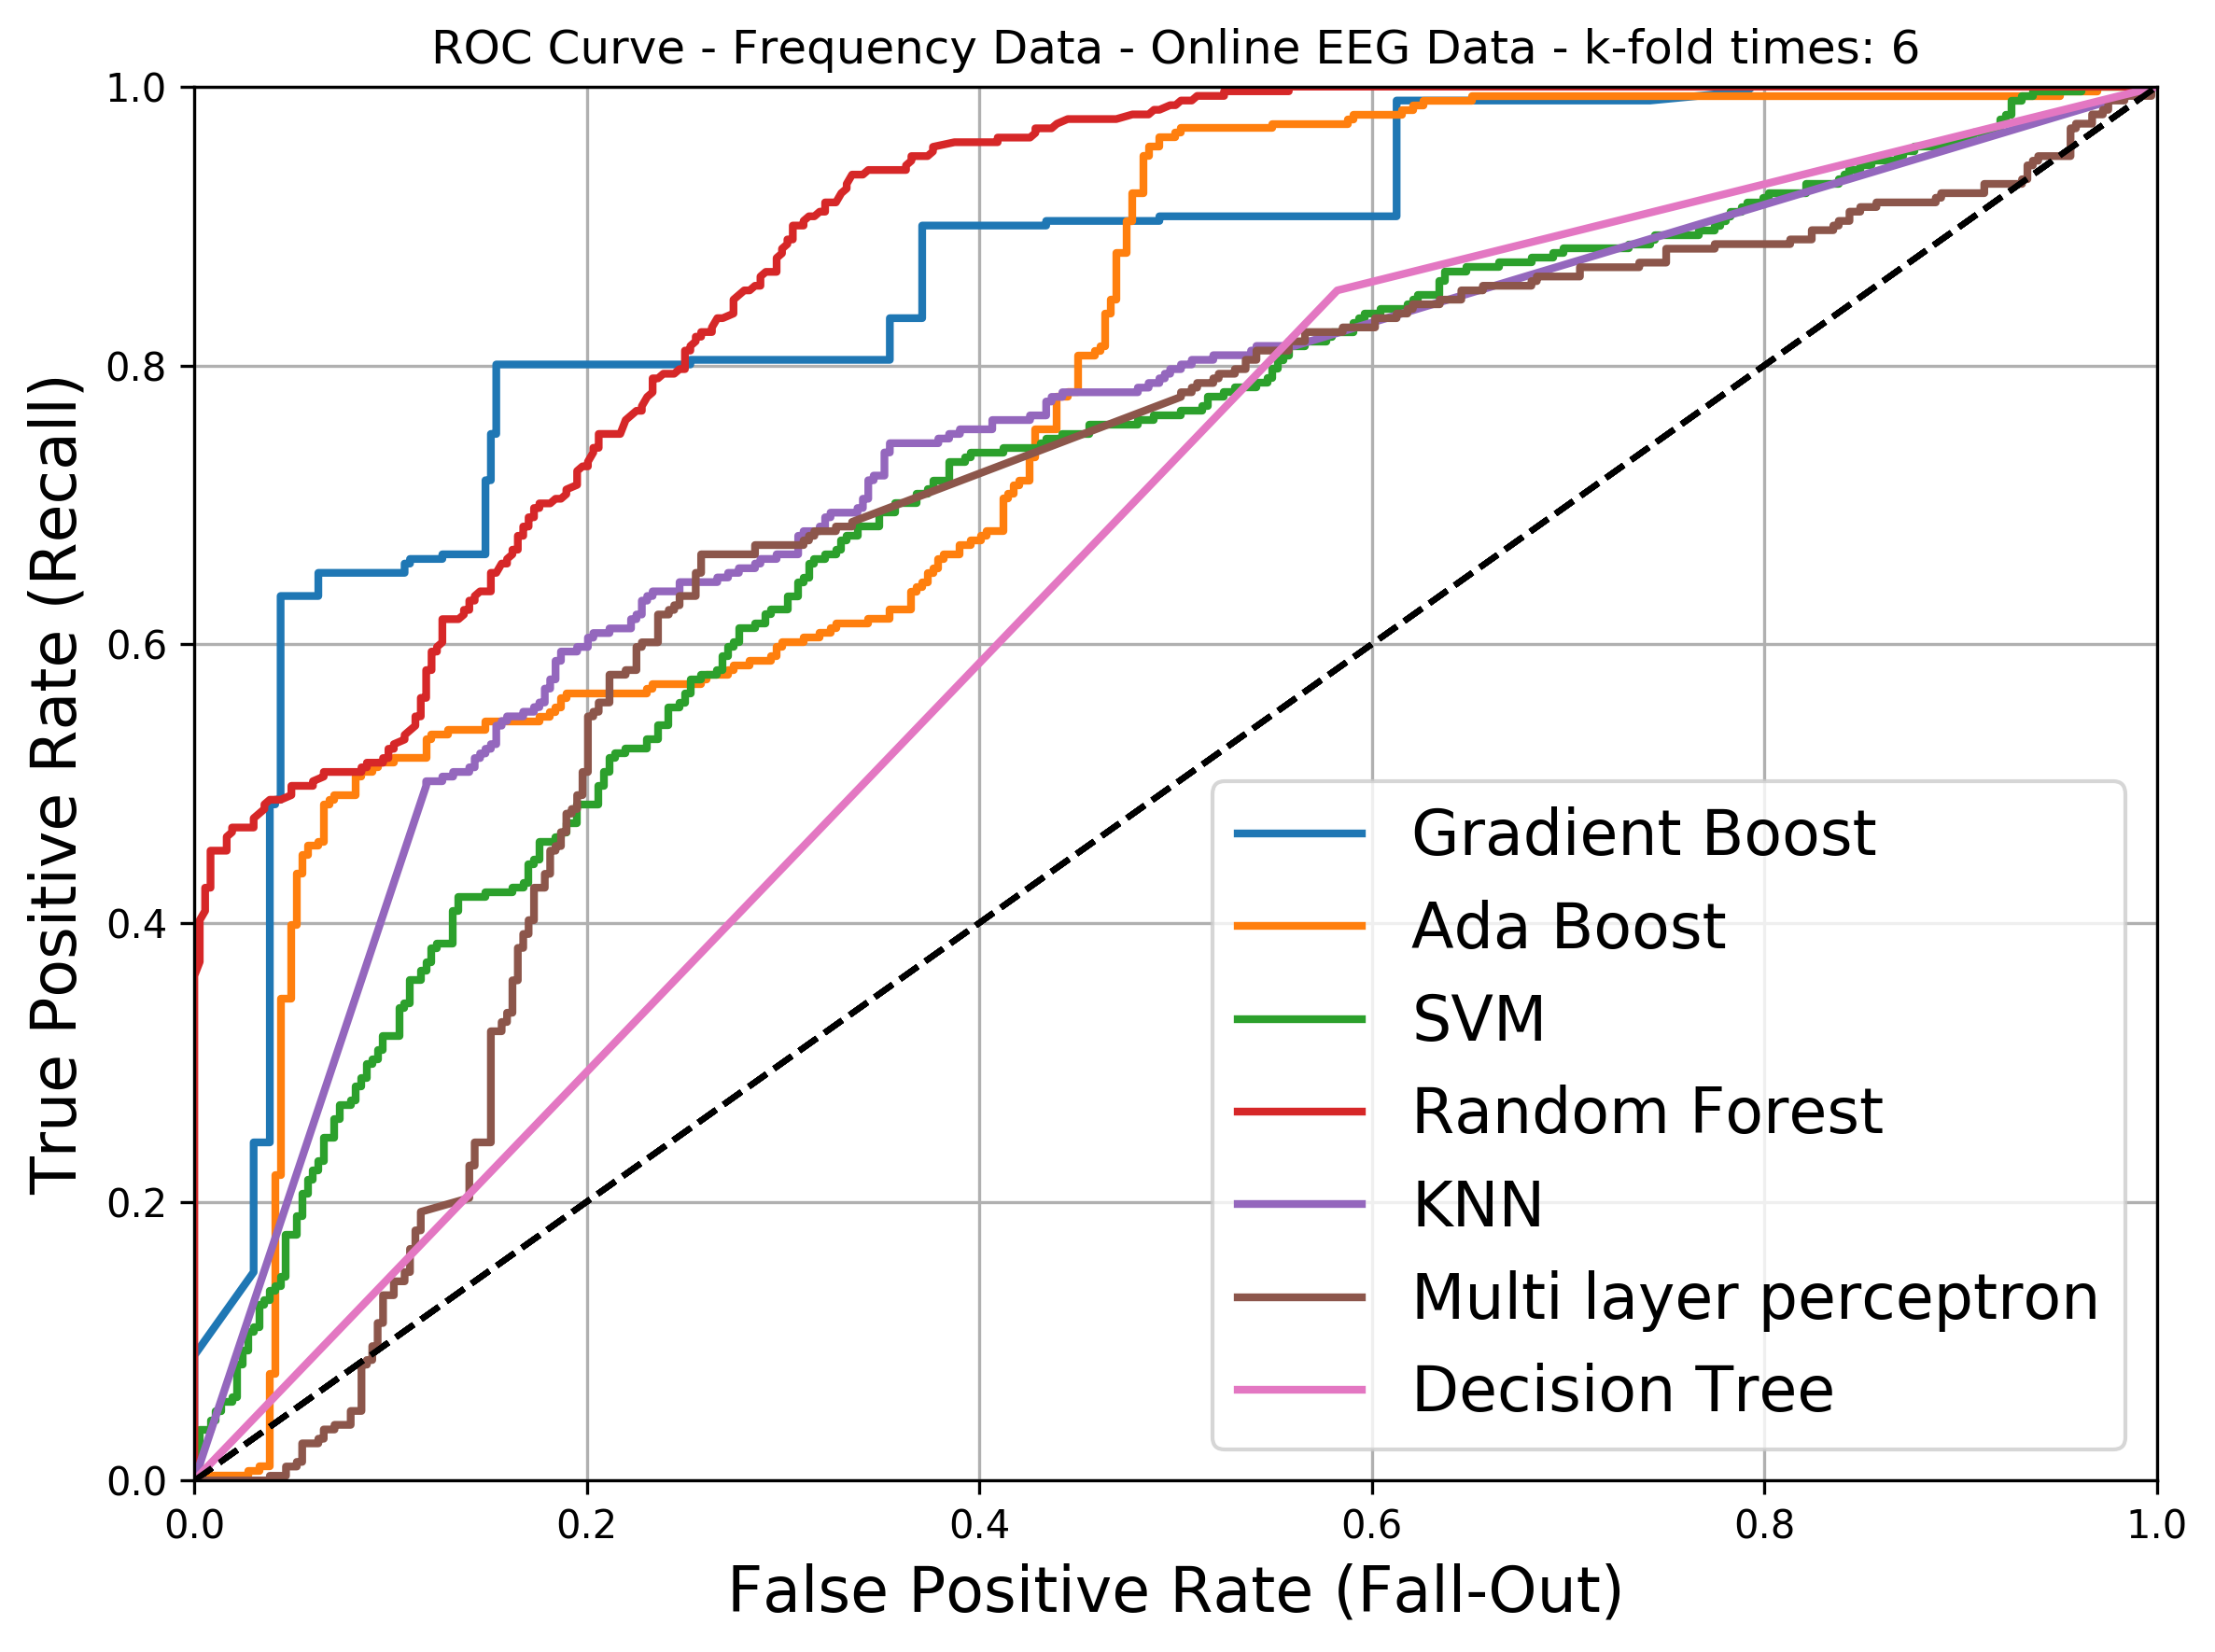 ROC Curve - Frequency Data - Online EEG Data - k-fold times: 6
True Positive Rate (Recall)
1.0
0.8
0.6
0.4
0.2
0.0
Gradient Boost
Ada Boost
SVM
Random Forest
KNN
Multi layer perceptron
Decision Tree
0.0 0.2 0.4 0.6 0.8 1.0
False Positive Rate (Fall-Out)